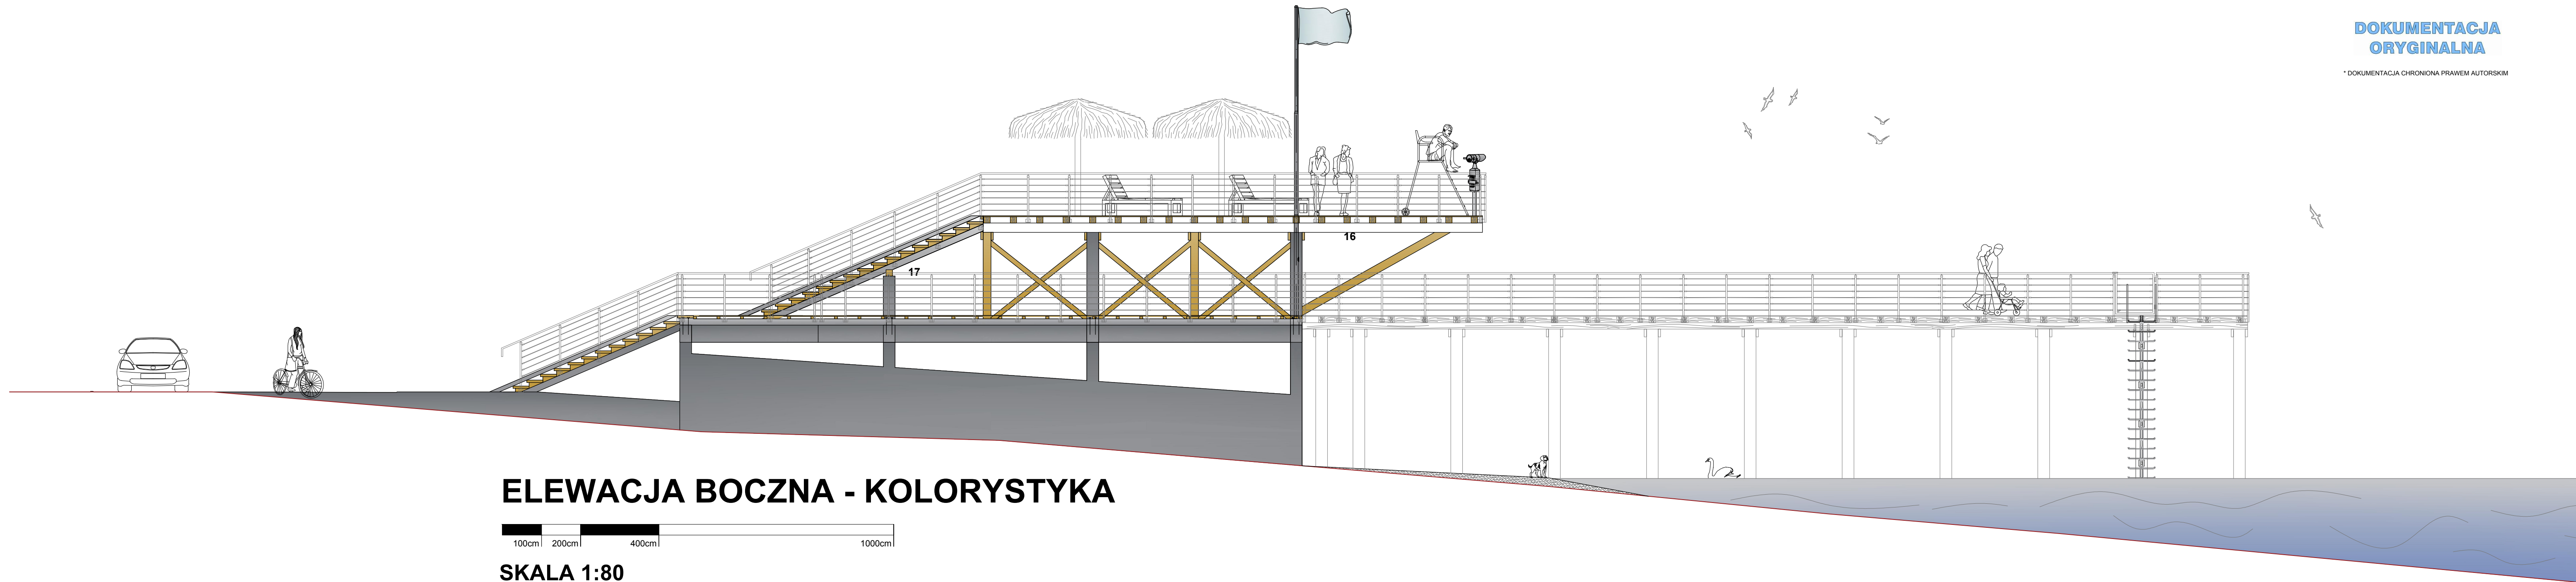 DOKUMENTACJA
ORYGINALNA
* DOKUMENTACJA CHRONIONA PRAWEM AUTORSKIM
16
17
ELEWACJA BOCZNA - KOLORYSTYKA
100cm 200cm 400cm 1000cm
SKALA 1:80